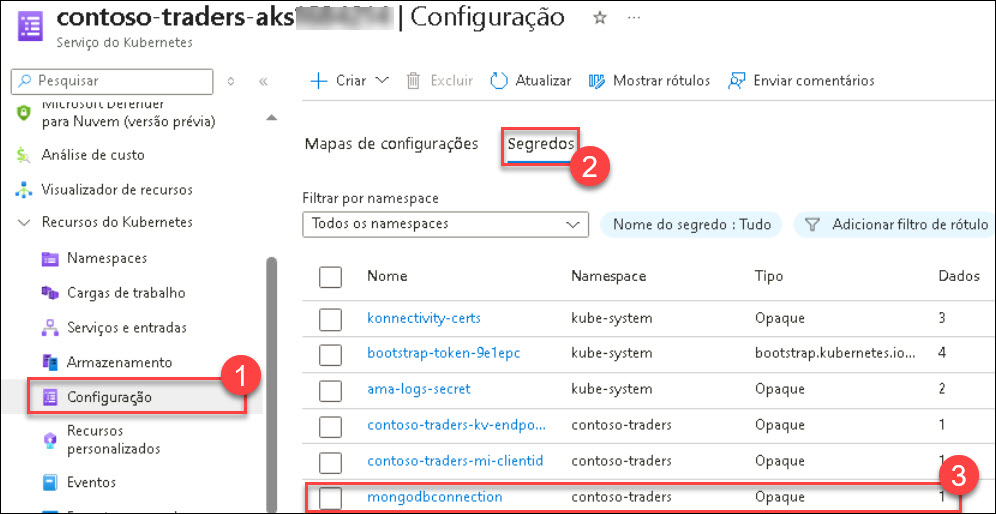 contoso-traders-aks | Configuração
Serviço do Kubernetes
Pesquisar
Criar Excluir Atualizar Mostrar rótulos Enviar comentários
Microsoft Defender
para Nuvem (versão prévia)
Análise de custo
Visualizador de recursos
Recursos do Kubernetes
Namespaces
Cargas de trabalho
Serviços e entradas
Armazenamento
Configuração
1
Recursos
personalizados
Eventos
Mapas de configurações Segredos
2
Filtrar por namespace
Todos os namespaces Nome do segredo : Tudo Adicionar filtro de rótulo
Nome Namespace Tipo Dados
konnectivity-certs kube-system Opaque 3
bootstrap-token-9e1epc kube-system bootstrap.kubernetes.io... 4
ama-logs-secret kube-system Opaque 2
contoso-traders-kv-endpo... contoso-traders Opaque 1
contoso-traders-mi-clientid contoso-traders Opaque 1
mongodbconnection contoso-traders Opaque 1
3